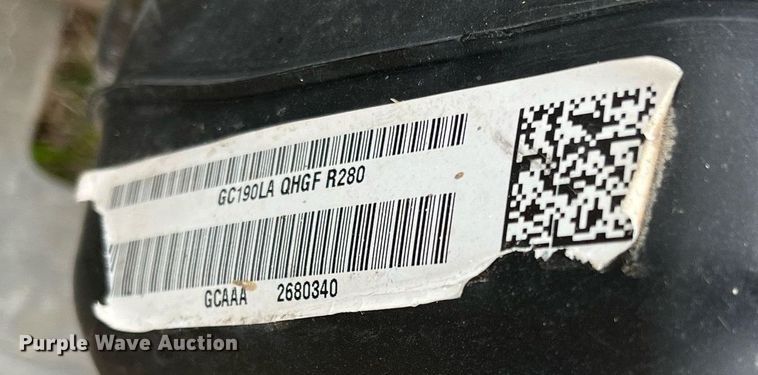 GC190LA QHGF R280
GCAAA 2680340
Purple Wave Auction